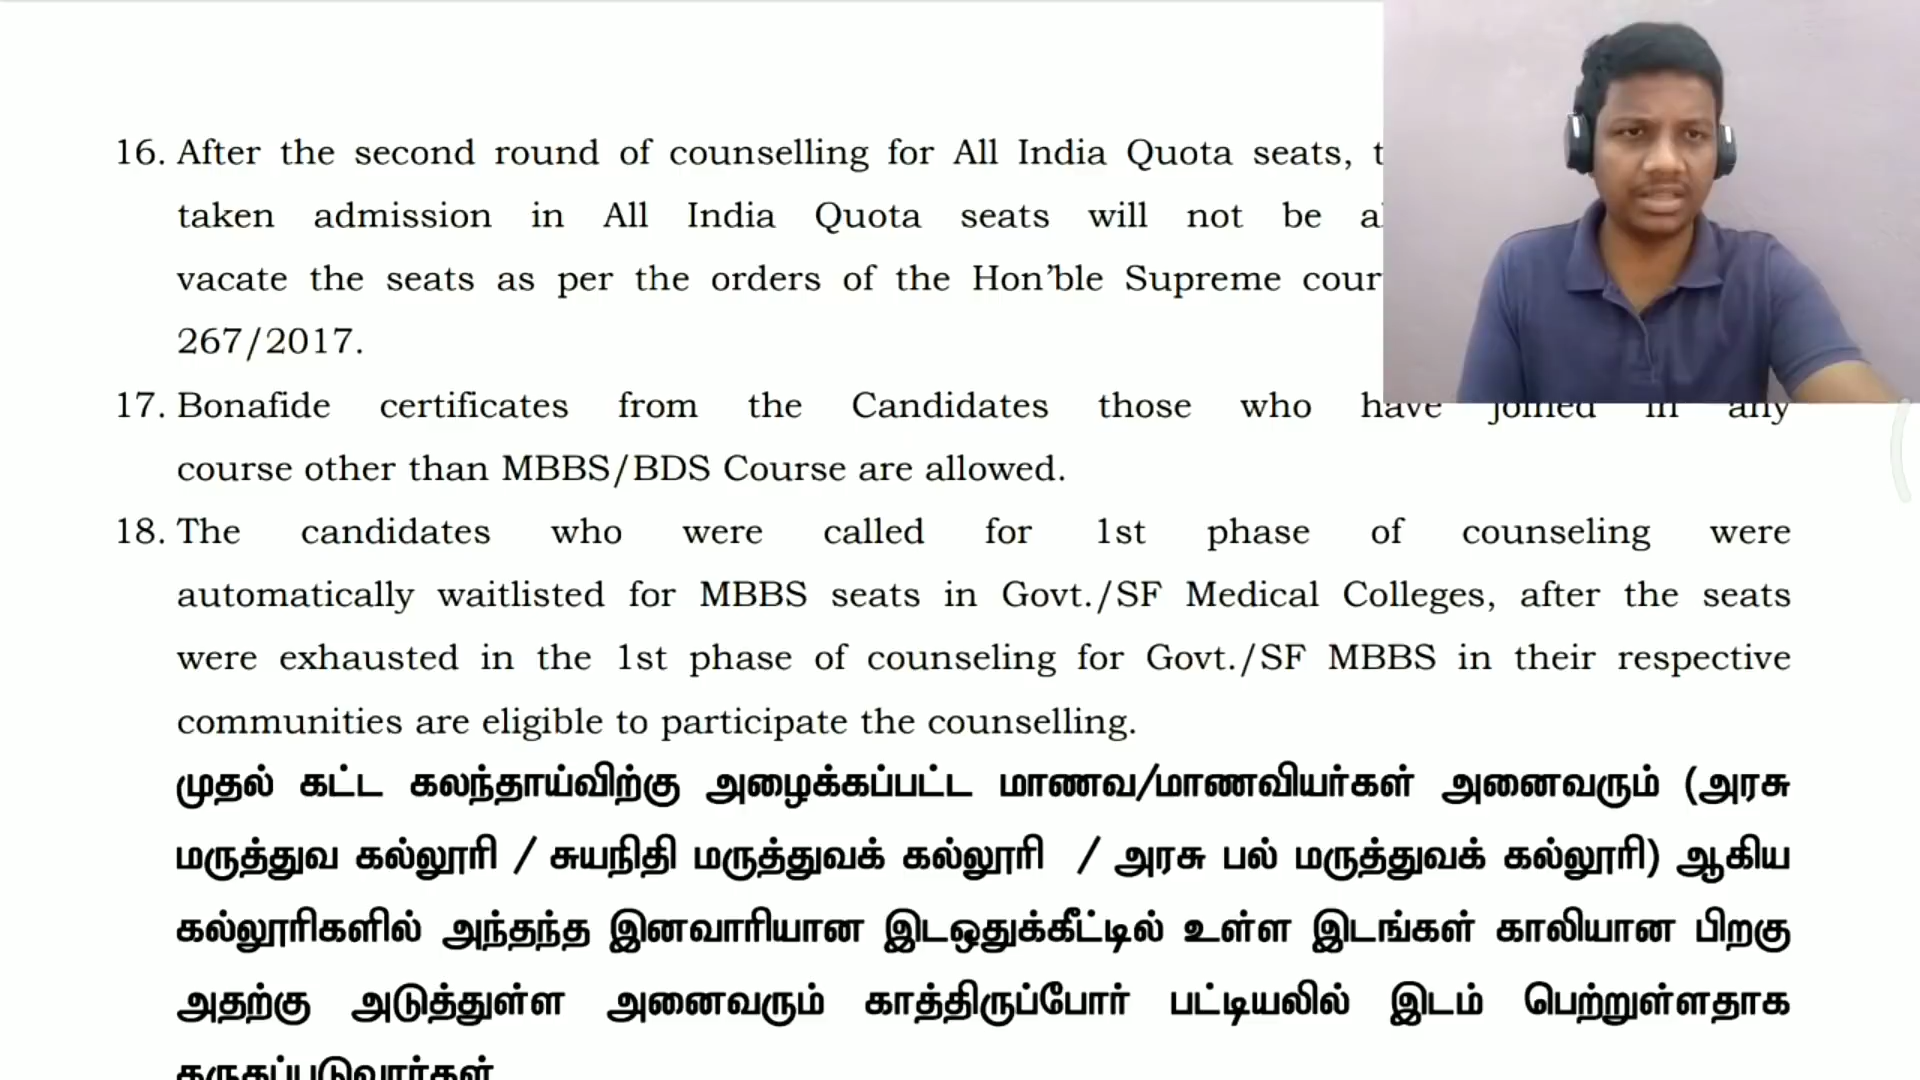 16. After the second round of counselling for All India Quota seats,
taken admission in All India Quota seats will not be
vacate the seats as per the orders of the Hon’ble Supreme
267/2017.
17. Bonafide certificates from the Candidates those who have joined in any
course other than MBBS/BDS Course are allowed.
18. The candidates who were called for 1st phase of counseling were
automatically waitlisted for MBBS seats in Govt./SF Medical Colleges, after the seats
were exhausted in the 1st phase of counseling for Govt./SF MBBS in their respective
communities are eligible to participate the counselling.
முதல் கட்ட கலந்தாய்விற்கு அழைக்கப்பட்ட மாணவ/மாணவியர்கள் அனைவரும் (அரசு
மருத்துவ கல்லூரி / சுயநிதி மருத்துவக் கல்லூரி / அரசு பல் மருத்துவக் கல்லூரி) ஆகிய
கல்லூரிகளில் அந்தந்த இனவாரியான இடஒதுக்கீட்டில் உள்ள இடங்கள் காலியான பிறகு
அதற்கு அடுத்துள்ள அனைவரும் காத்திருப்போர் பட்டியலில் இடம் பெற்றுள்ளதாக